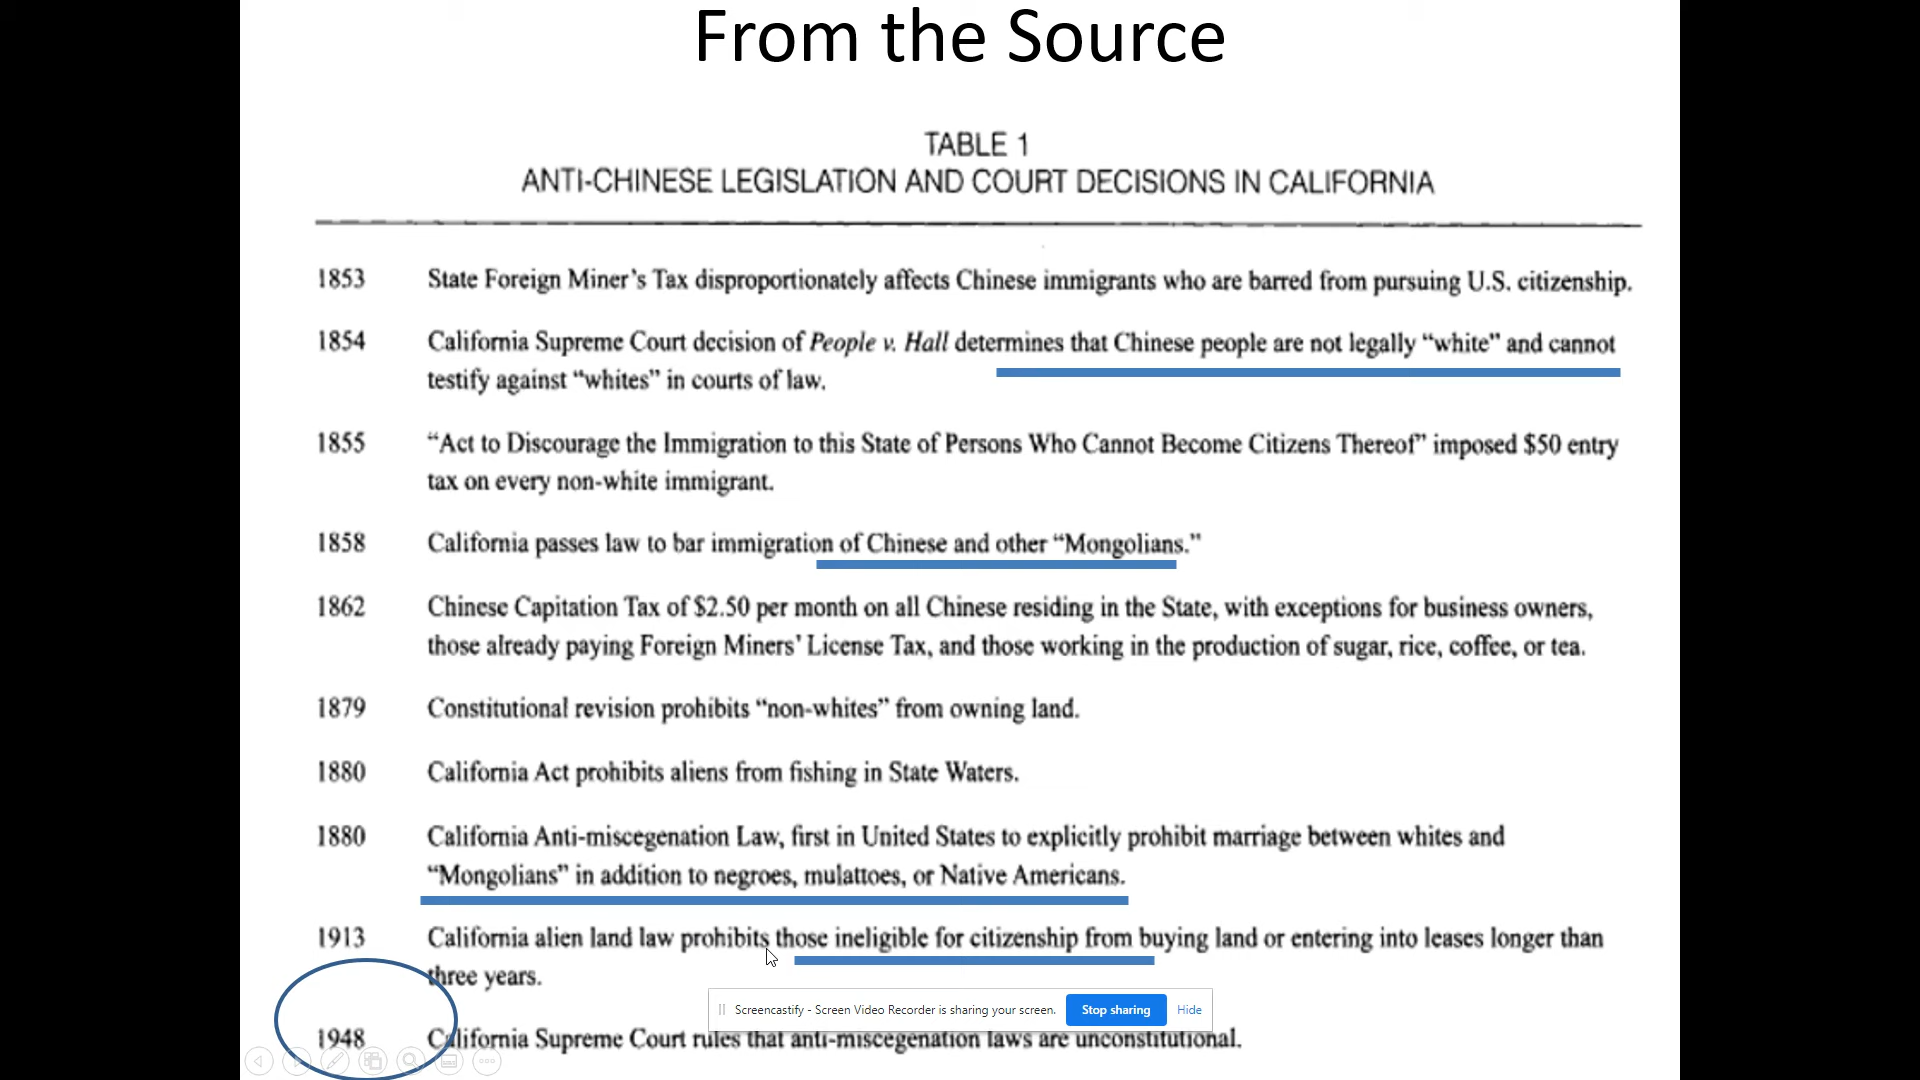 From the Source
TABLE 1
ANTI-CHINESE LEGISLATION AND COURT DECISIONS IN CALIFORNIA
1853 State Foreign Miner's Tax disproportionately affects Chinese immigrants who are barred from pursuing U.S. citizenship.
1854 California Supreme Court decision of People v. Hall determines that Chinese people are not legally “white” and cannot
testify against “whites” in courts of law.
1855 “Act to Discourage the Immigration to this State of Persons Who Cannot Become Citizens Thereof” imposed $50 entry
tax on every non-white immigrant.
1858 California passes law to bar immigration of Chinese and other “Mongolians.”
1862 Chinese Capitation Tax of $2.50 per month on all Chinese residing in the State, with exceptions for business owners,
those already paying Foreign Miners' License Tax, and those working in the production of sugar, rice, coffee, or tea.
1879 Constitutional revision prohibits “non-whites” from owning land.
1880 California Act prohibits aliens from fishing in State Waters.
1880 California Anti-miscegenation Law, first in United States to explicitly prohibit marriage between whites and
“Mongolians” in addition to negroes, mulattoes, or Native Americans.
1913 California alien land law prohibits those ineligible for citizenship from buying land or entering into leases longer than
three years.
Screencastify - Screen Video Recorder is sharing your screen. Stop sharing Hide
1948 California Supreme Court rules that anti-miscegenation laws are unconstitutional.